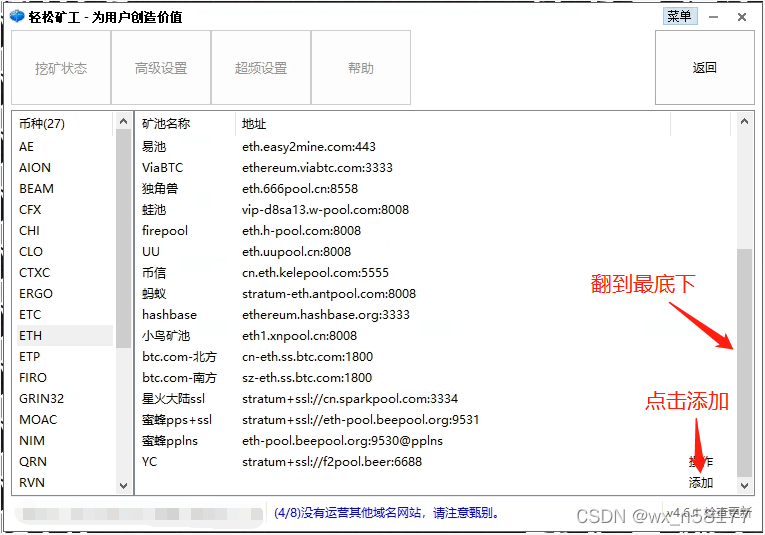 轻松矿工 - 为用户创造价值 菜单
挖矿状态 高级设置 超频设置 帮助 返回
币种(27) 矿池名称 地址
AE 易池 eth.easy2mine.com:443
AION ViaBTC ethereum.viabtc.com:3333
BEAM 独角兽 eth.666pool.cn:8558
CFX 蛙池 vip-d8sa13.w-pool.com:8008
CHI firepool eth.h-pool.com:8008
CLO UU eth.uupool.cn:8008
CTXC 币信 cn.eth.kelepool.com:5555
ERGO 蚂蚁 stratum-eth.antpool.com:8008
翻到最底下
ETC hashbase ethereum.hashbase.org:3333
ETH 小鸟矿池 eth1.xnpool.cn:8008
ETP btc.com-北方 cn-eth.ss.btc.com:1800
FIRO btc.com-南方 sz-eth.ss.btc.com:1800
GRIN32 星火大陆ssl stratum+ssl://cn.sparkpool.com:3334
点击添加
MOAC 蜜蜂pps+ssl stratum+ssl://eth-pool.beepool.org:9531
NIM 蜜蜂pplns eth-pool.beepool.org:9530@pplns
QRN YC stratum+ssl://f2pool.beer:6688 操作
RVN 添加
(4/8)没有运营其他域名网站，请注意甄别。
CSDN